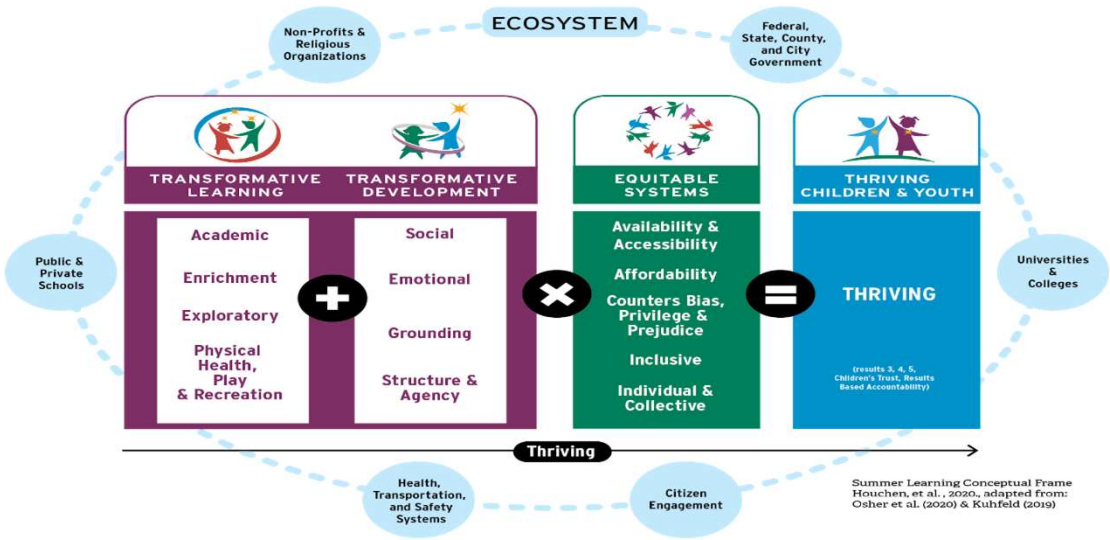 ECOSYSTEM
Non-Profits &
Religious
Organizations
Federal,
State, County,
and City
Government
TRANSFORMATIVE
LEARNING
TRANSFORMATIVE
DEVELOPMENT
EQUITABLE
SYSTEMS
THRIVING
CHILDREN & YOUTH
Public &
Private
Schools
Academic
Enrichment
Exploratory
Physical
Health,
Play
& Recreation
+
Social
Emotional
Grounding
Structure &
Agency
×
Availability &
Accessibility
Affordability
Counters Bias,
Privilege &
Prejudice
Inclusive
Individual &
Collective
=
THRIVING
(results 3, 4, 5,
Children's Trust, Results
Based Accountability)
Universities
&
Colleges
Thriving
Health,
Transportation,
and Safety
Systems
Citizen
Engagement
Summer Learning Conceptual Frame
Houchen, et al. , 2020., adapted from:
Osher et al. (2020) & Kuhfeld (2019)